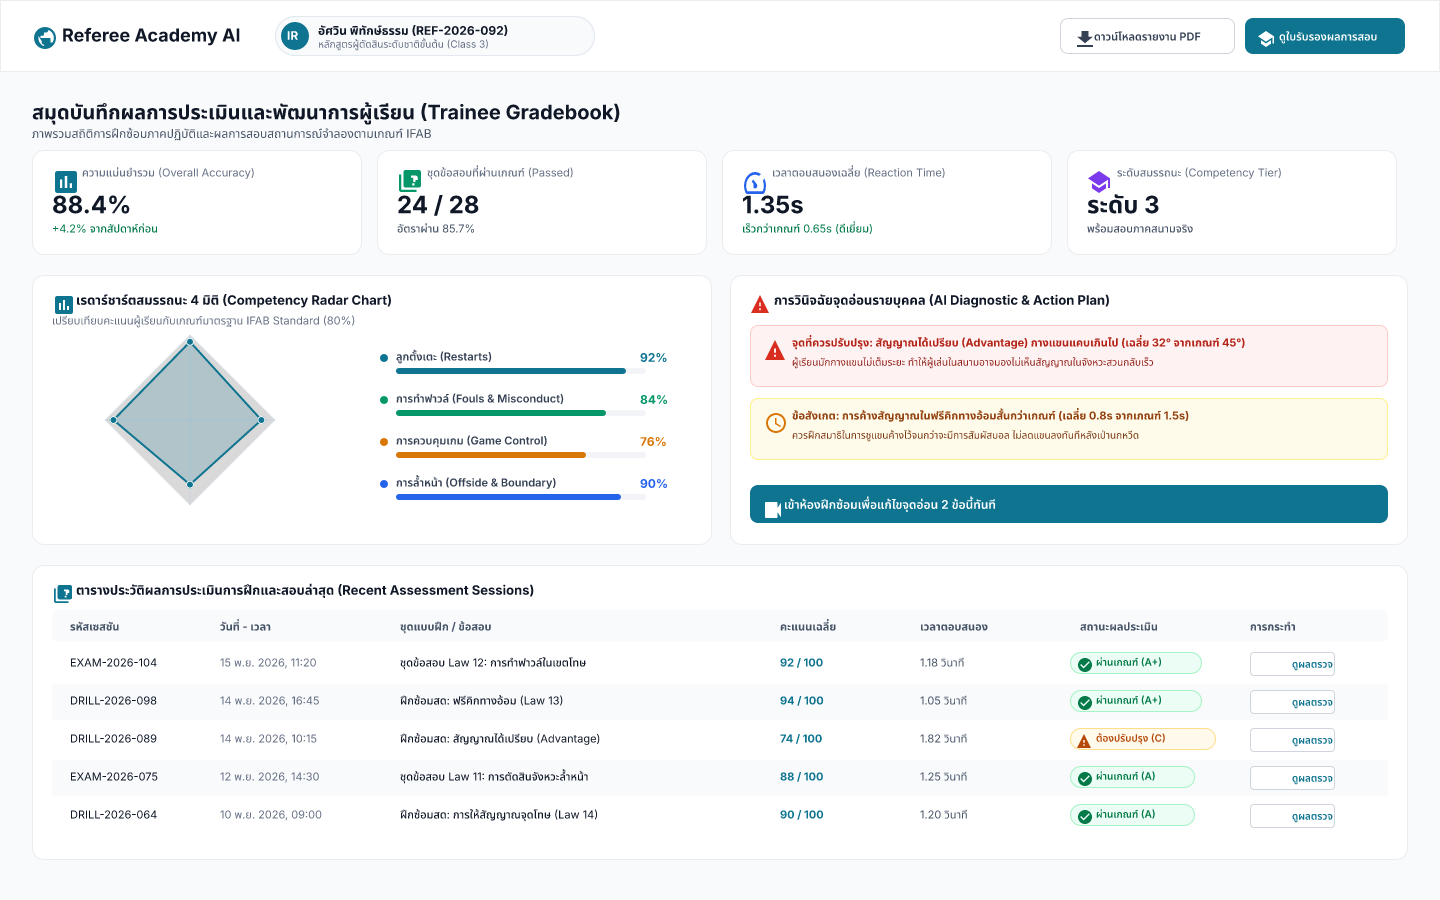 Referee Academy AI
IR
อัศวิน พิทักษ์ธรรม (REF-2026-092)
หลักสูตรผู้ตัดสินระดับชาติขั้นต้น (Class 3)
ดาวน์โหลดรายงาน PDF
ดูใบรับรองผลการสอบ
สมุดบันทึกผลการประเมินและพัฒนาการผู้เรียน (Trainee Gradebook)
ภาพรวมสถิติการฝึกซ้อมภาคปฏิบัติและผลการสอบสถานการณ์จำลองตามเกณฑ์ IFAB
ความแม่นยำรวม (Overall Accuracy)
88.4%
+4.2% จากสัปดาห์ก่อน
ชุดข้อสอบที่ผ่านเกณฑ์ (Passed)
24 / 28
อัตราผ่าน 85.7%
เวลาตอบสนองเฉลี่ย (Reaction Time)
1.35s
เร็วกว่าเกณฑ์ 0.65s (ดีเยี่ยม)
ระดับสมรรถนะ (Competency Tier)
ระดับ 3
พร้อมสอบภาคสนามจริง
เรดาร์ชาร์ตสมรรถนะ 4 มิติ (Competency Radar Chart)
เปรียบเทียบคะแนนผู้เรียนกับเกณฑ์มาตรฐาน IFAB Standard (80%)
ลูกตั้งเตะ (Restarts) 92%
การทำฟาวล์ (Fouls & Misconduct) 84%
การควบคุมเกม (Game Control) 76%
การล้ำหน้า (Offside & Boundary) 90%
การวินิจฉัยจุดอ่อนรายบุคคล (AI Diagnostic & Action Plan)
จุดที่ควรปรับปรุง: สัญญาณได้เปรียบ (Advantage) กางแขนแคบเกินไป (เฉลี่ย 32° จากเกณฑ์ 45°)
ผู้เรียนมักกางแขนไม่เต็มระยะ ทำให้ผู้เล่นในสนามอาจมองไม่เห็นสัญญาณในจังหวะสวนกลับเร็ว
ข้อสังเกต: การค้างสัญญาณในฟรีคิกทางอ้อมสั้นกว่าเกณฑ์ (เฉลี่ย 0.8s จากเกณฑ์ 1.5s)
ควรฝึกสมาธิในการชูแขนค้างไว้จนกว่าจะมีการสัมผัสบอล ไม่ลดแขนลงทันทีหลังเป่านกหวีด
เข้าห้องฝึกซ้อมเพื่อแก้ไขจุดอ่อน 2 ข้อนี้ทันที
ตารางประวัติผลการประเมินการฝึกและสอบล่าสุด (Recent Assessment Sessions)
รหัสเซสชัน วันที่ - เวลา ชุดแบบฝึก / ข้อสอบ คะแนนเฉลี่ย เวลาตอบสนอง สถานะผลประเมิน การกระทำ
EXAM-2026-104 15 พ.ย. 2026, 11:20 ชุดข้อสอบ Law 12: การทำฟาวล์ในเขตโทษ 92 / 100 1.18 วินาที ผ่านเกณฑ์ (A+) ดูผลตรวจ
DRILL-2026-098 14 พ.ย. 2026, 16:45 ฝึกซ้อมสด: ฟรีคิกทางอ้อม (Law 13) 94 / 100 1.05 วินาที ผ่านเกณฑ์ (A+) ดูผลตรวจ
DRILL-2026-089 14 พ.ย. 2026, 10:15 ฝึกซ้อมสด: สัญญาณได้เปรียบ (Advantage) 74 / 100 1.82 วินาที ต้องปรับปรุง (C) ดูผลตรวจ
EXAM-2026-075 12 พ.ย. 2026, 14:30 ชุดข้อสอบ Law 11: การตัดสินจังหวะล้ำหน้า 88 / 100 1.25 วินาที ผ่านเกณฑ์ (A) ดูผลตรวจ
DRILL-2026-064 10 พ.ย. 2026, 09:00 ฝึกซ้อมสด: การให้สัญญาณจุดโทษ (Law 14) 90 / 100 1.20 วินาที ผ่านเกณฑ์ (A) ดูผลตรวจ